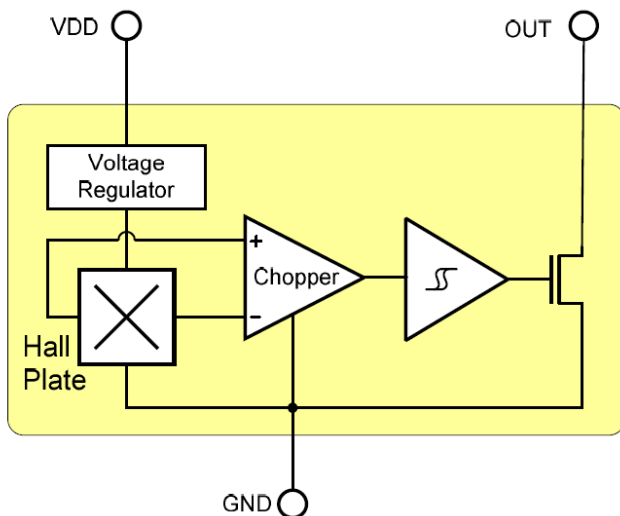 VDD
OUT
Voltage
Regulator
+
Chopper
−
Hall
Plate
GND